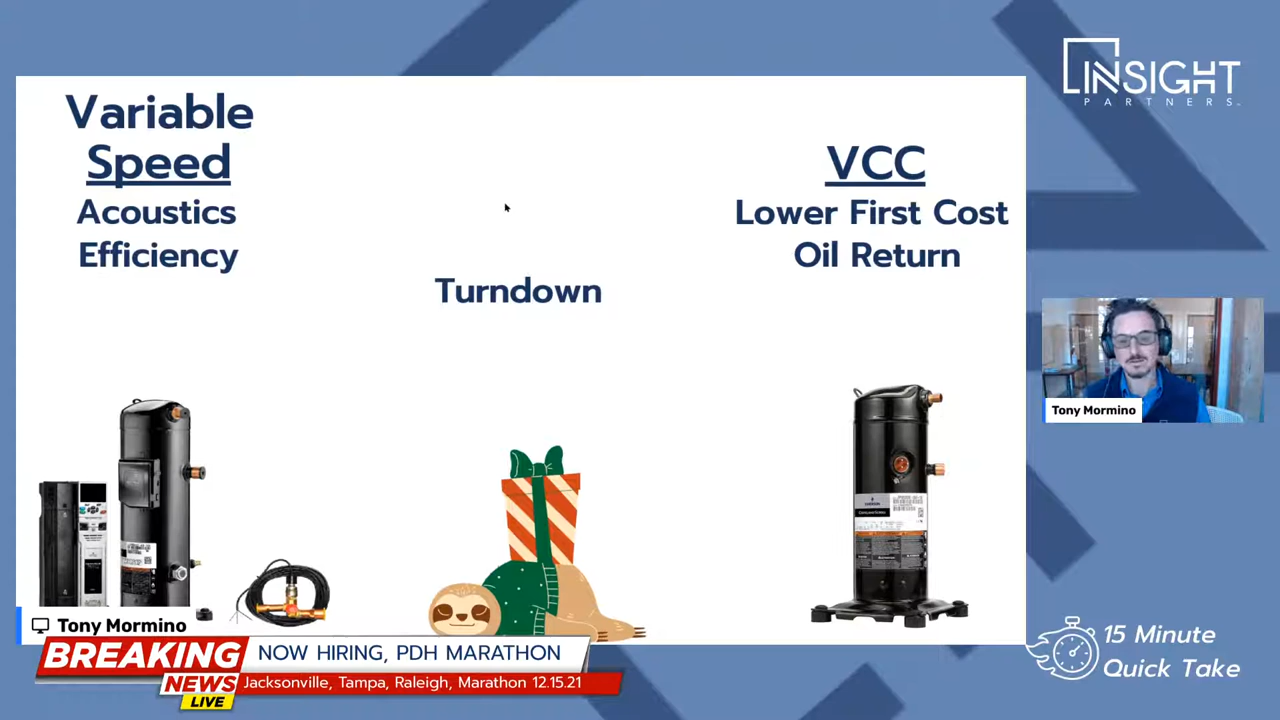 Variable
Speed
Acoustics
Efficiency
Turndown
VCC
Lower First Cost
Oil Return
INSIGHT
PARTNERS
Tony Mormino
Tony Mormino
BREAKING
NEWS
LIVE
NOW HIRING, PDH MARATHON
Jacksonville, Tampa, Raleigh, Marathon 12.15.21
15 Minute
Quick Take